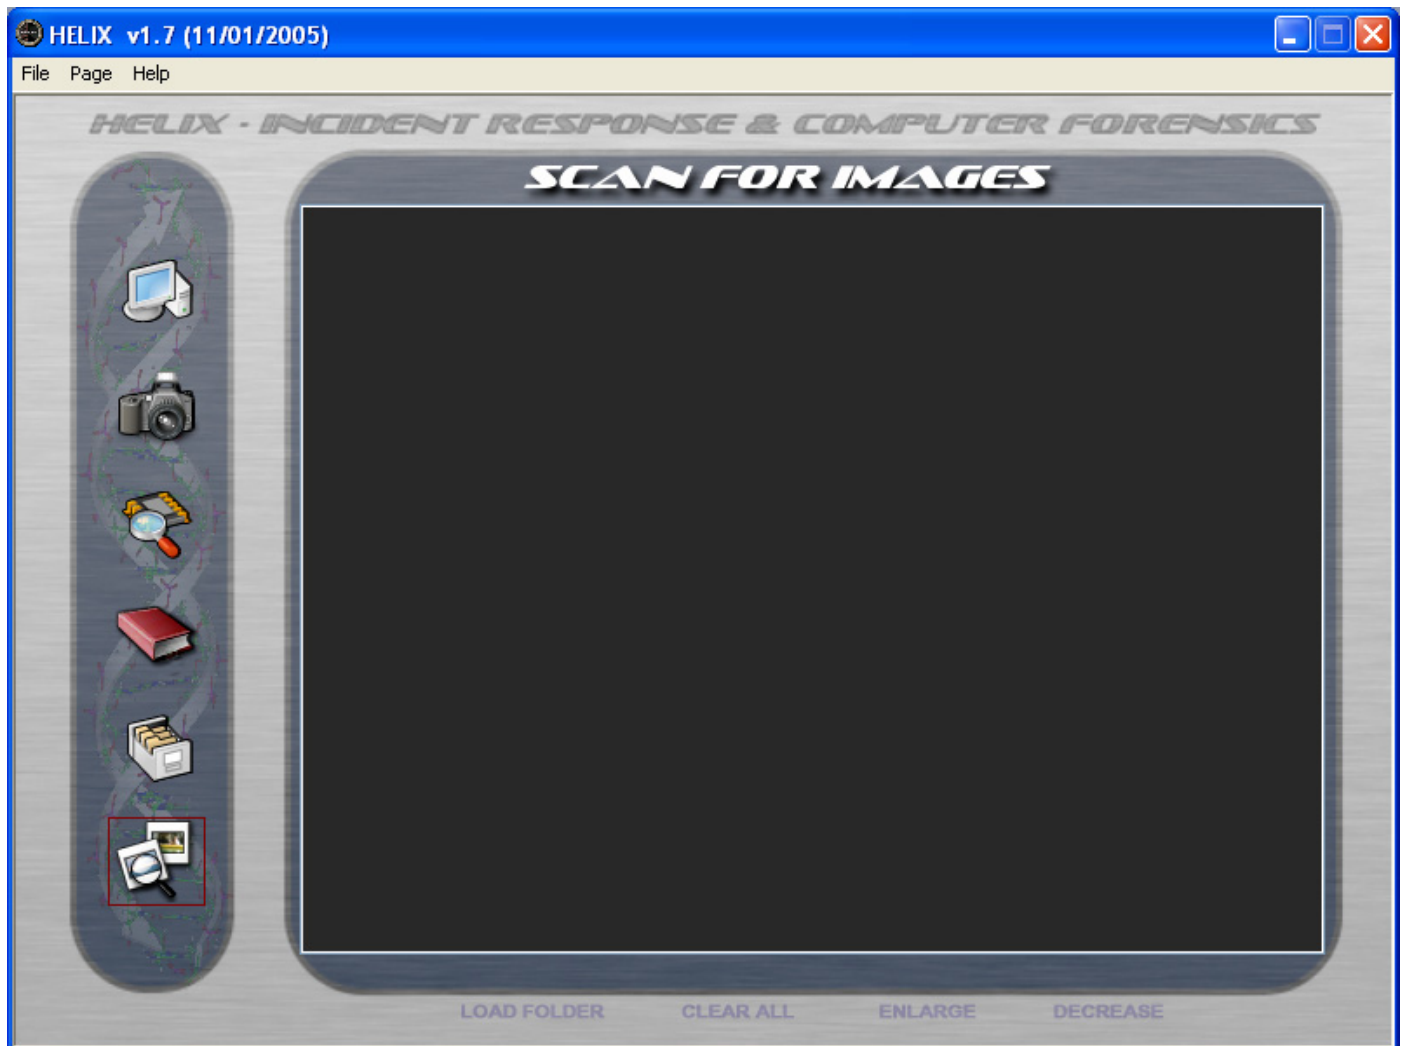 HELIX v1.7 (11/01/2005)
File Page Help
HELIX - INCIDENT RESPONSE & COMPUTER FORENSICS
SCAN FOR IMAGES
LOAD FOLDER CLEAR ALL ENLARGE DECREASE